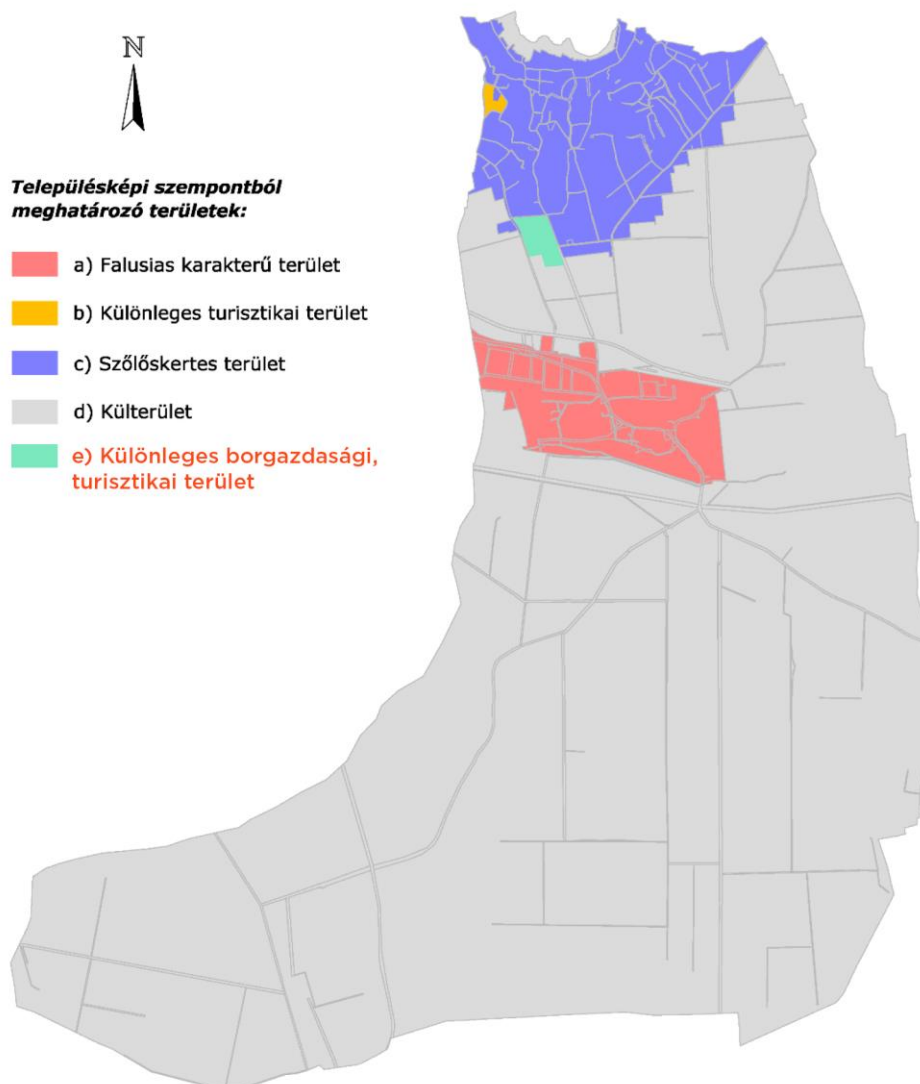 N
Településképi szempontból
meghatározó területek:
a) Falusias karakterű terület
b) Különleges turisztikai terület
c) Szőlőskertes terület
d) Külterület
e) Különleges borgazdasági,
turisztikai terület